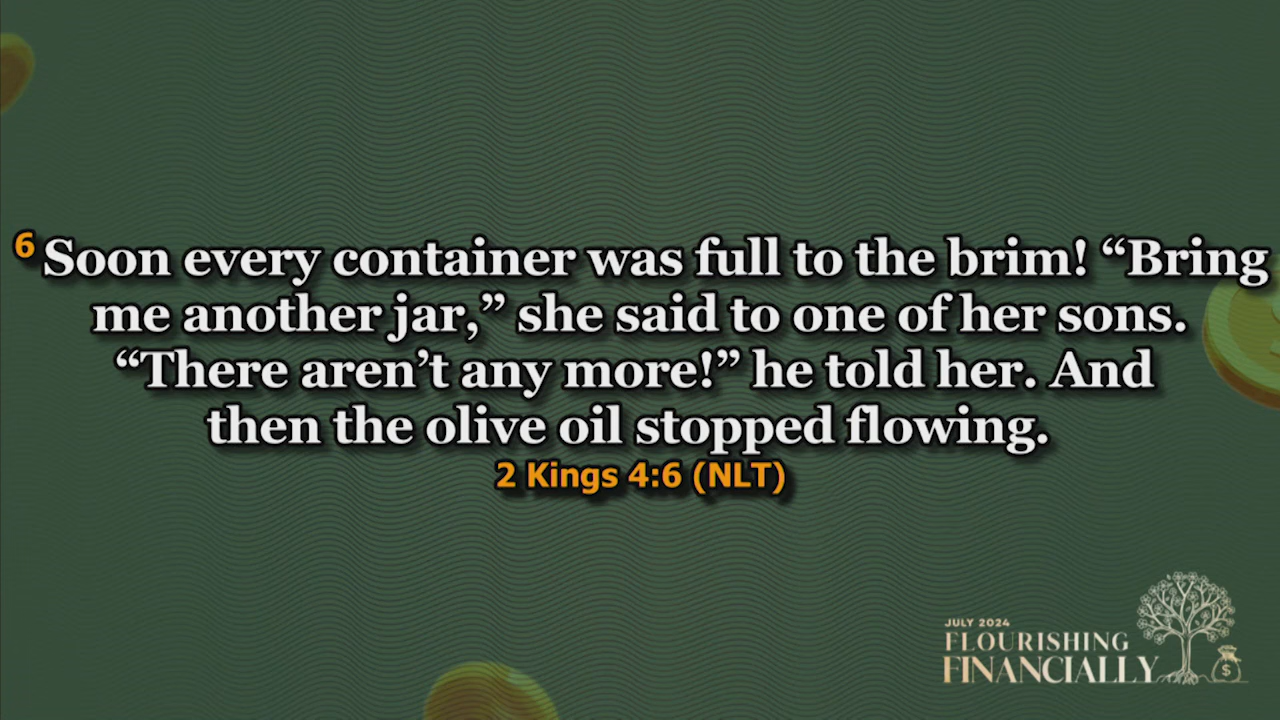 6 Soon every container was full to the brim! “Bring
me another jar,” she said to one of her sons.
“There aren’t any more!” he told her. And
then the olive oil stopped flowing.
2 Kings 4:6 (NLT)
JULY 2024
FLOURISHING
FINANCIALLY
$